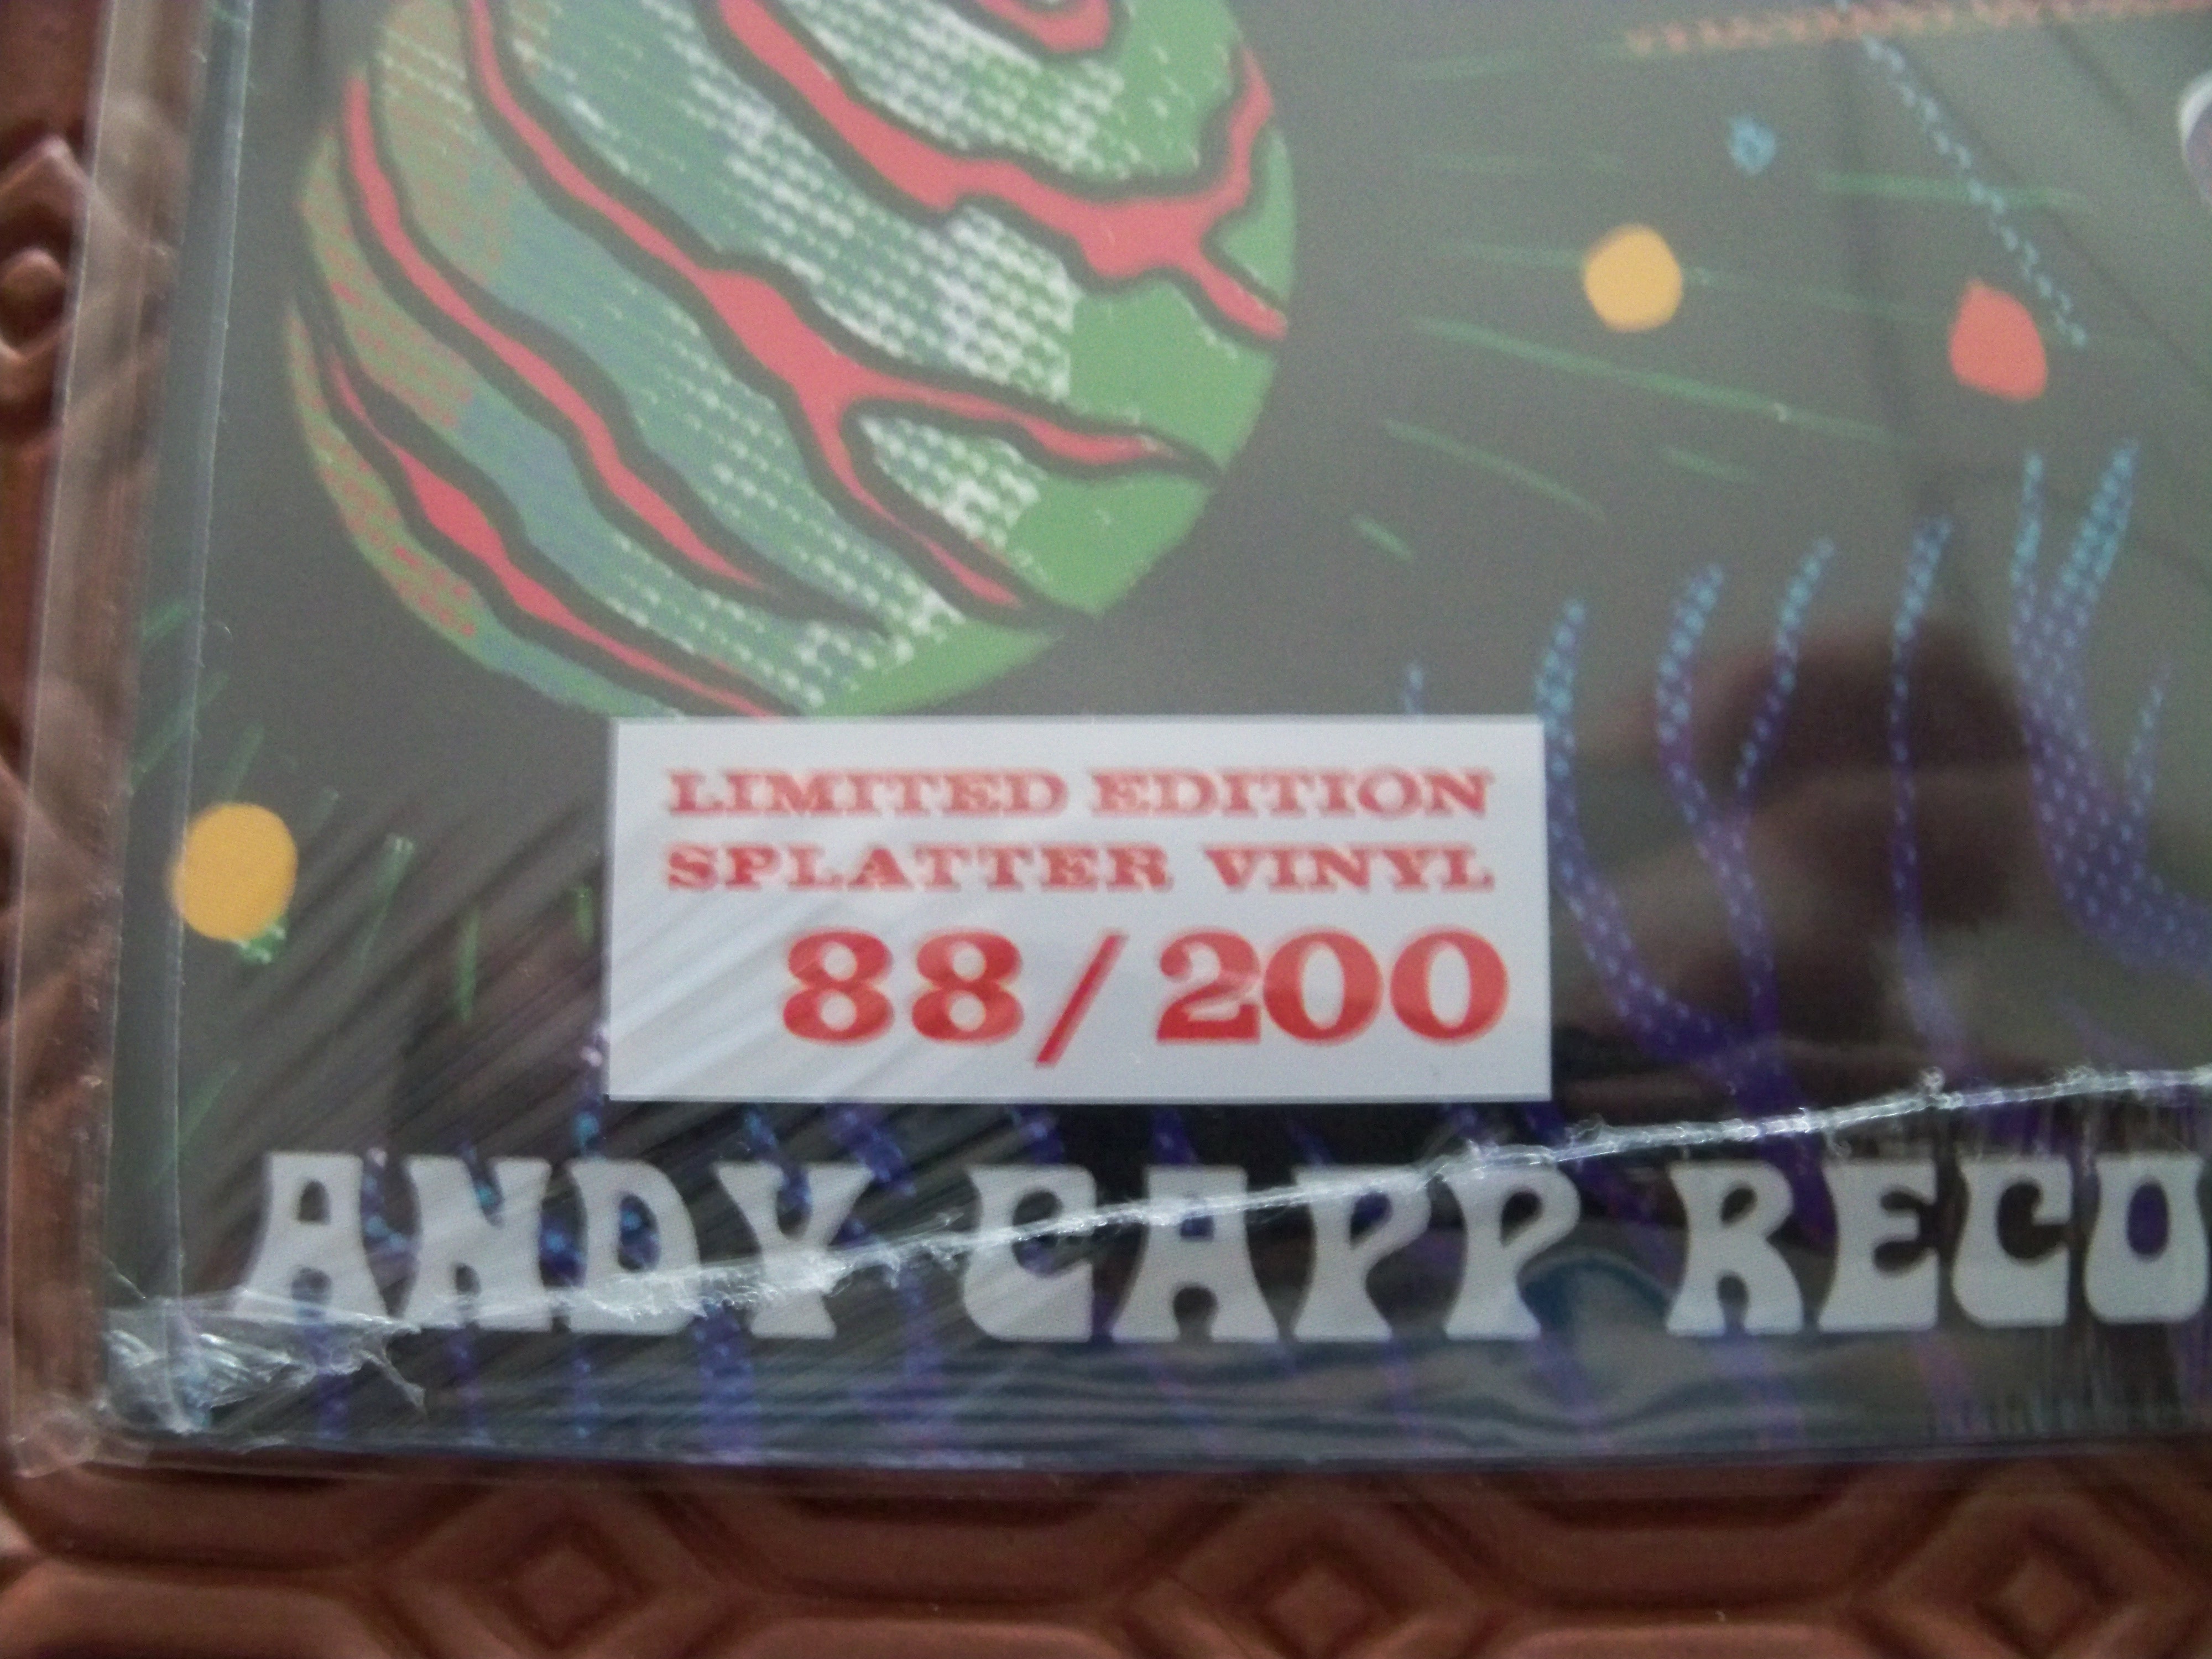 LIMITED EDITION
SPLATTER VINYL
88/200
ANDY CAPP RECO